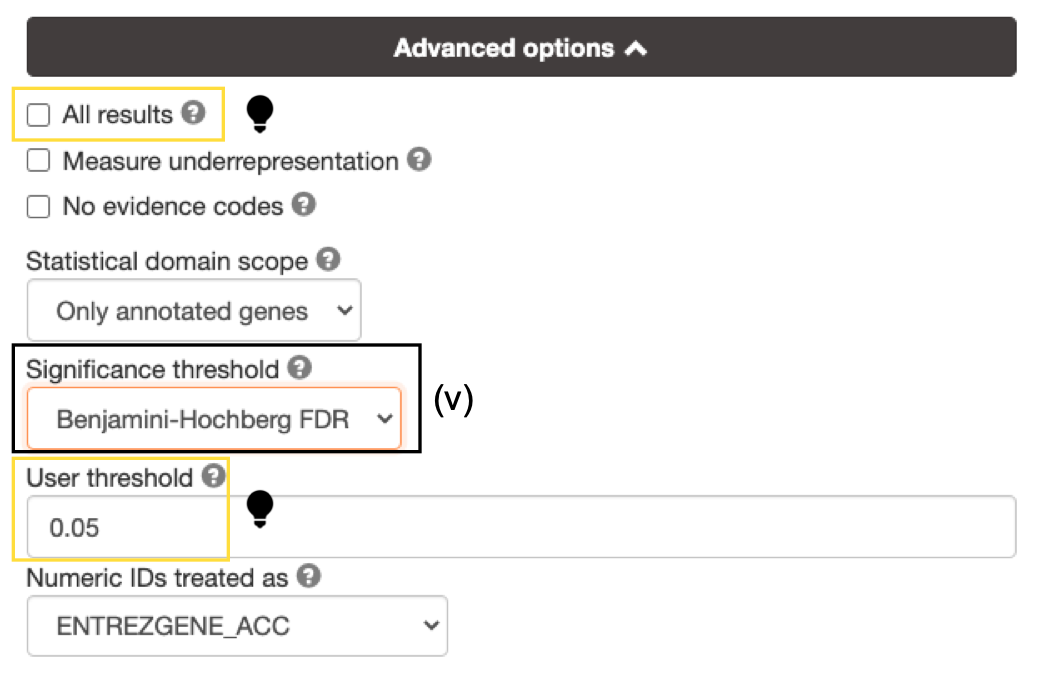 Advanced options
All results ?
Measure underrepresentation ?
No evidence codes ?
Statistical domain scope ?
Only annotated genes
Significance threshold ?
Benjamini-Hochberg FDR
(v)
User threshold ?
0.05
Numeric IDs treated as ?
ENTREZGENE_ACC